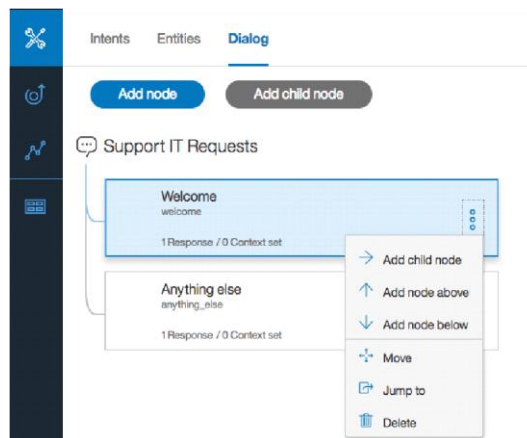 Intents Entities Dialog
Add node Add child node
Support IT Requests
Welcome
welcome
1 Response / 0 Context set
Add child node
Anything else
Add node above
anything_else
Add node below
1 Response / 0 Context set
Move
Jump to
Delete